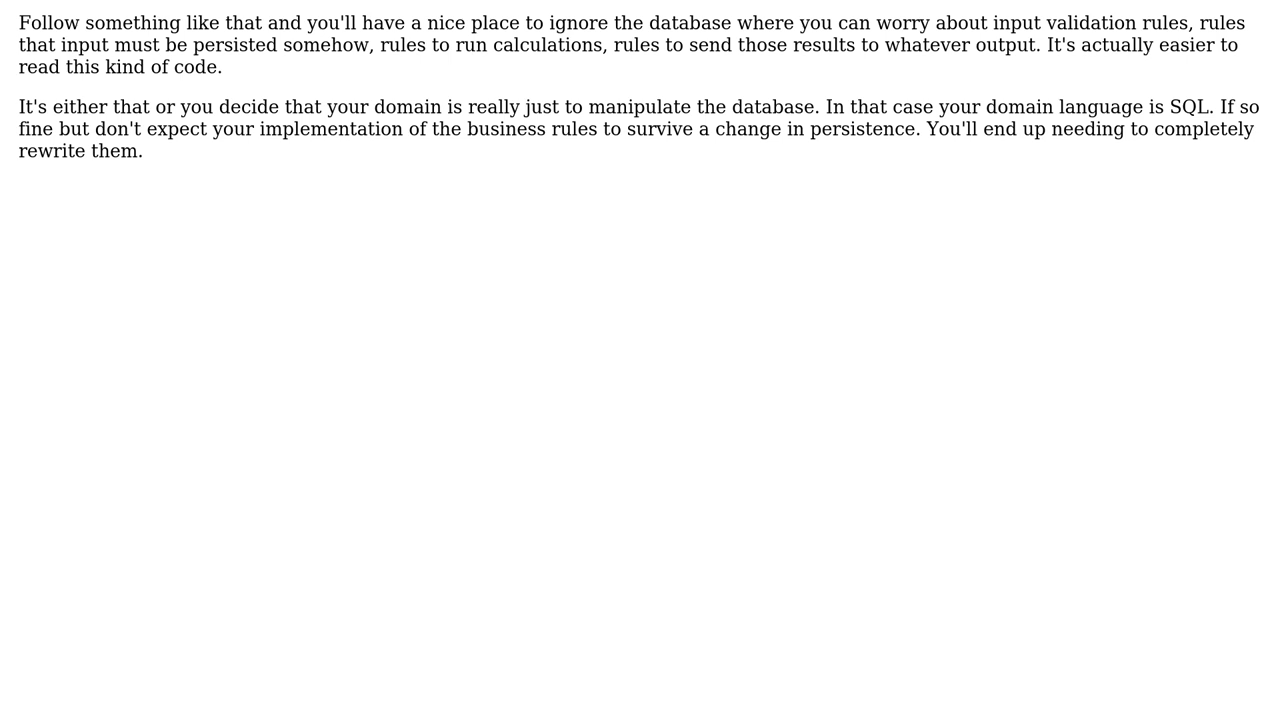 Follow something like that and you'll have a nice place to ignore the database where you can worry about input validation rules, rules
that input must be persisted somehow, rules to run calculations, rules to send those results to whatever output. It's actually easier to
read this kind of code.
It's either that or you decide that your domain is really just to manipulate the database. In that case your domain language is SQL. If so
fine but don't expect your implementation of the business rules to survive a change in persistence. You'll end up needing to completely
rewrite them.